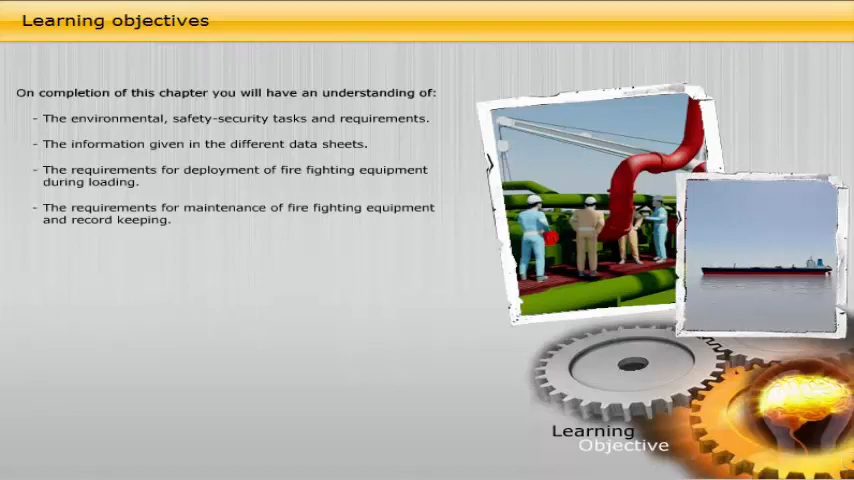 Learning objectives
On completion of this chapter you will have an understanding of:
- The environmental, safety-security tasks and requirements.
- The information given in the different data sheets.
- The requirements for deployment of fire fighting equipment
during loading.
- The requirements for maintenance of fire fighting equipment
and record keeping.
Learning
Objective